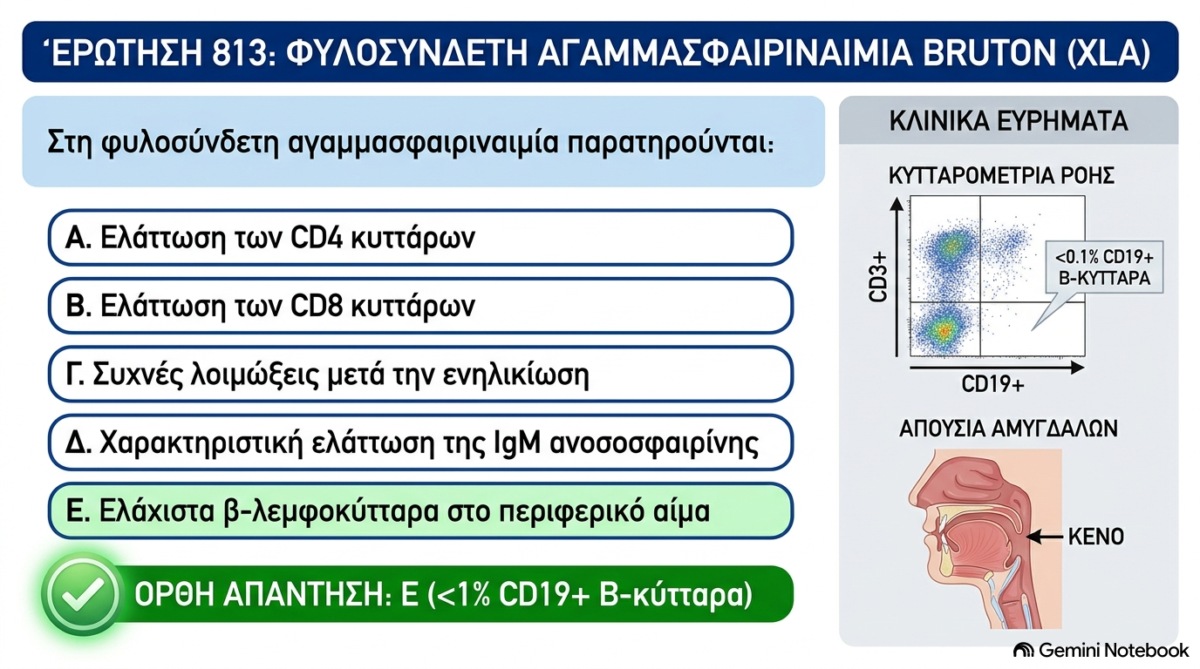 ΄ΕΡΩΤΗΣΗ 813: ΦΥΛΟΣΥΝΔΕΤΗ ΑΓΑΜΜΑΣΦΑΙΡΙΝΑΙΜΙΑ BRUTON (XLA)
Στη φυλοσύνδετη αγαμμασφαιριναιμία παρατηρούνται:
Α. Ελάττωση των CD4 κυττάρων
Β. Ελάττωση των CD8 κυττάρων
Γ. Συχνές λοιμώξεις μετά την ενηλικίωση
Δ. Χαρακτηριστική ελάττωση της IgM ανοσοσφαιρίνης
Ε. Ελάχιστα β-λεμφοκύτταρα στο περιφερικό αίμα
ΟΡΘΗ ΑΠΑΝΤΗΣΗ: Ε (<1% CD19+ Β-κύτταρα)
ΚΛΙΝΙΚΑ ΕΥΡΗΜΑΤΑ
ΚΥΤΤΑΡΟΜΕΤΡΙΑ ΡΟΗΣ
CD3+
<0.1% CD19+
Β-ΚΥΤΤΑΡΑ
CD19+
ΑΠΟΥΣΙΑ ΑΜΥΓΔΑΛΩΝ
ΚΕΝΟ
Gemini Notebook